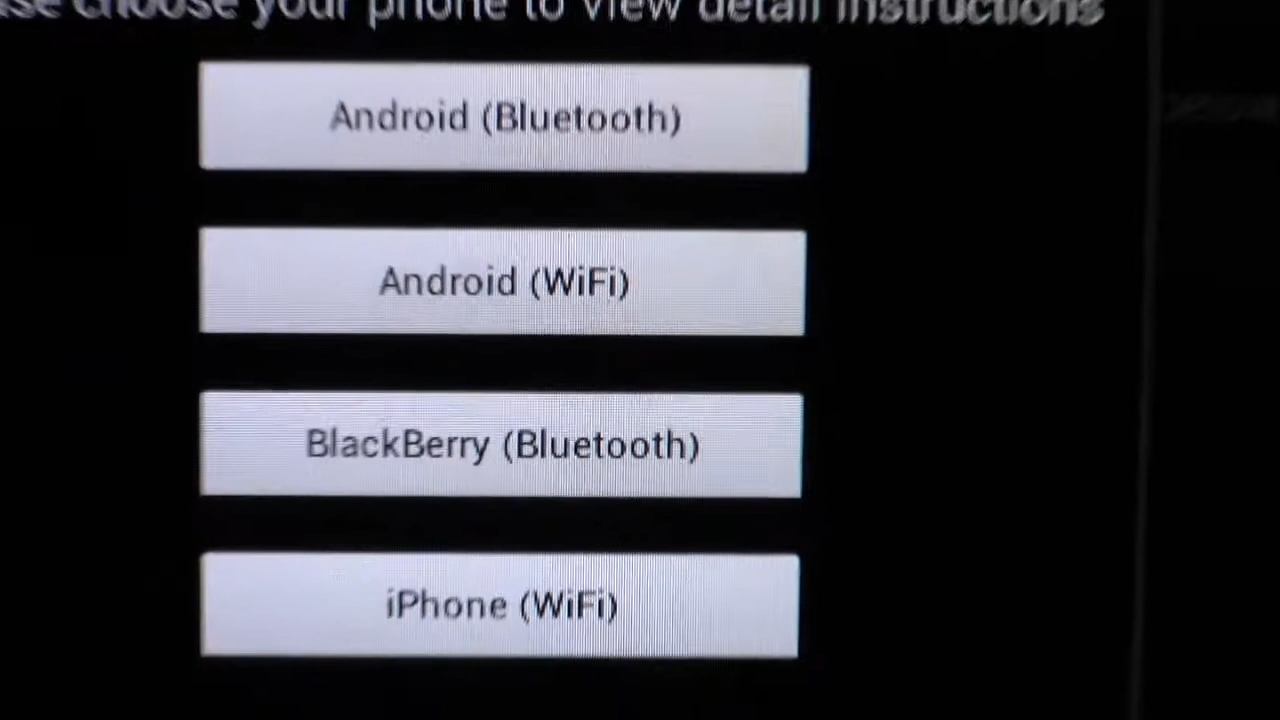 choose your phone to view detail instructions
Android (Bluetooth)
Android (WiFi)
BlackBerry (Bluetooth)
iPhone (WiFi)